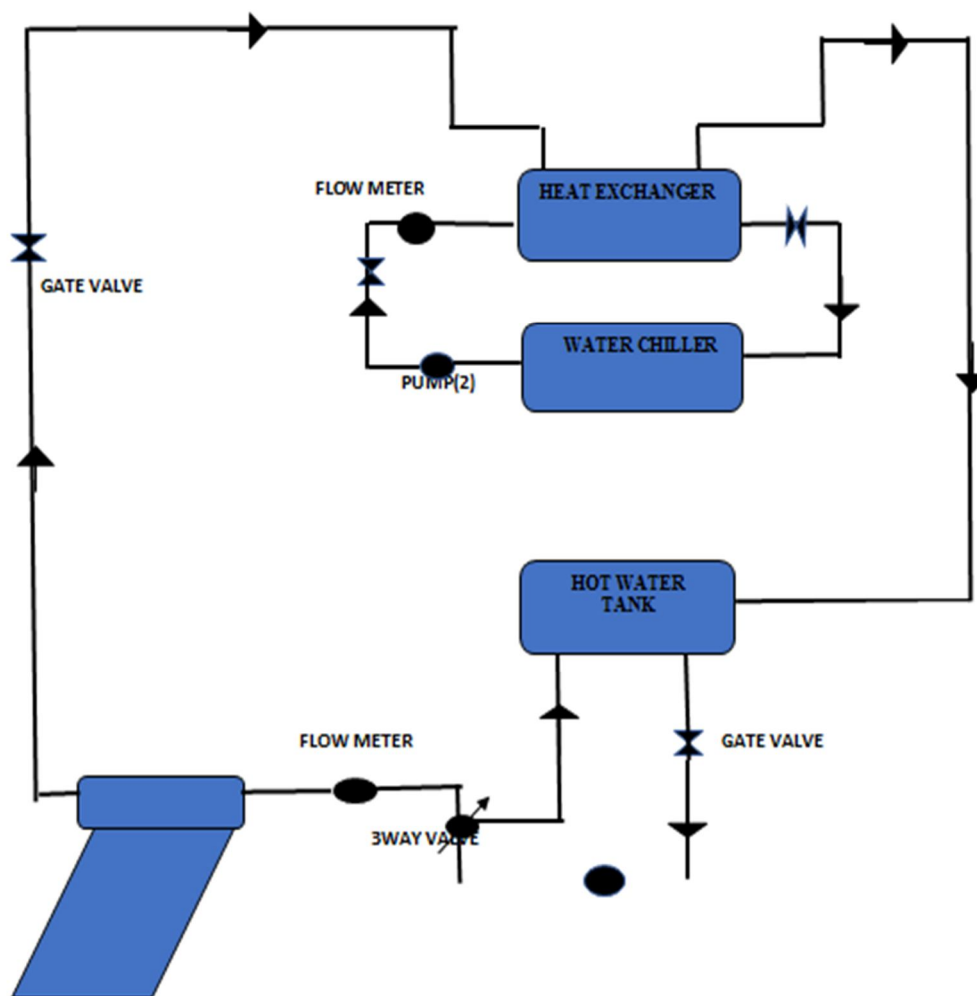 HEAT EXCHANGER
FLOW METER
GATE VALVE
WATER CHILLER
PUMP(2)
HOT WATER
TANK
FLOW METER
GATE VALVE
3WAY VALVE